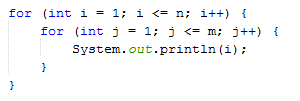 for (int i = 1; i <= n; i++) {
    for (int j = 1; j <= m; j++) {
        System.out.println(i);
    }
}